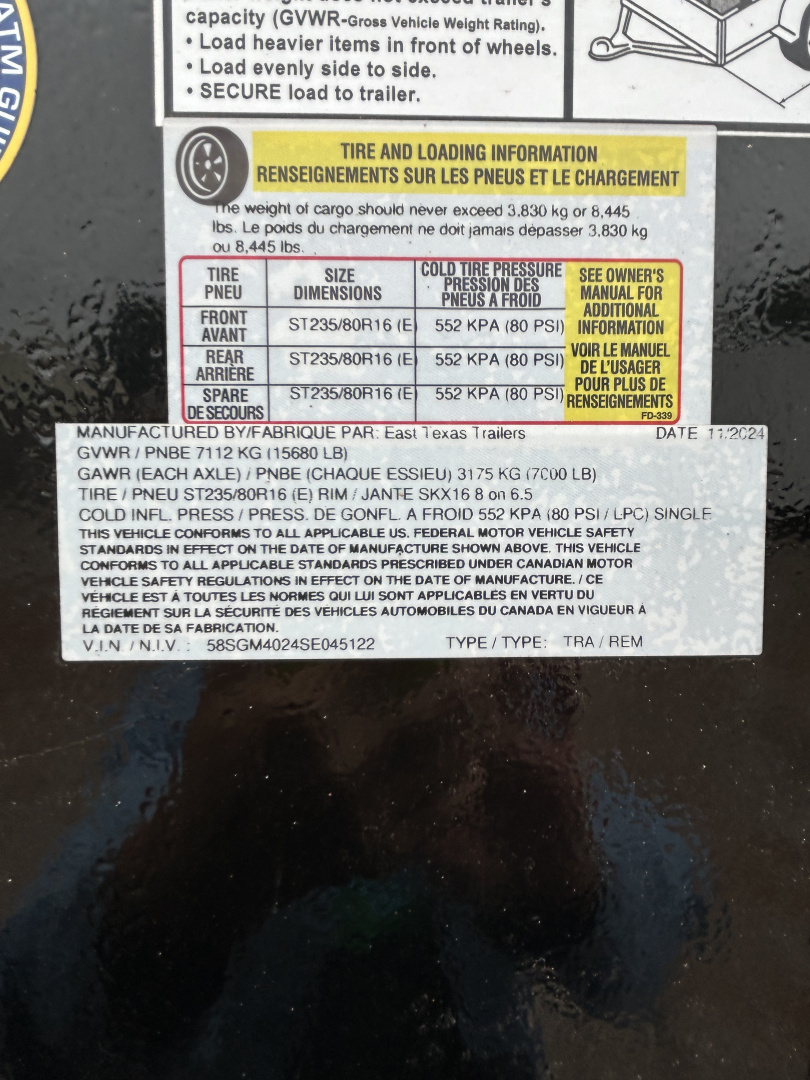 capacity (GVWR-Gross Vehicle Weight Rating).
• Load heavier items in front of wheels.
• Load evenly side to side.
• SECURE load to trailer.
ATM
TIRE AND LOADING INFORMATION
RENSEIGNEMENTS SUR LES PNEUS ET LE CHARGEMENT
The weight of cargo should never exceed 3,830 kg or 8,445
lbs. Le poids du chargement ne doit jamais dépasser 3,830 kg
ou 8,445 lbs.
TIRE
PNEU
SIZE
DIMENSIONS
COLD TIRE PRESSURE
PRESSION DES
PNEUS A FROID
FRONT
AVANT
ST235/80R16 (E)
552 KPA (80 PSI)
REAR
ARRIÈRE
ST235/80R16 (E)
552 KPA (80 PSI)
SPARE
DE SECOURS
ST235/80R16 (E)
552 KPA (80 PSI)
SEE OWNER'S
MANUAL FOR
ADDITIONAL
INFORMATION
VOIR LE MANUEL
DE L'USAGER
POUR PLUS DE
RENSEIGNEMENTS
FD-339
MANUFACTURED BY/FABRIQUE PAR: East Texas Trailers DATE 11/2024
GVWR / PNBE 7112 KG (15680 LB)
GAWR (EACH AXLE) / PNBE (CHAQUE ESSIEU) 3175 KG (7000 LB)
TIRE / PNEU ST235/80R16 (E) RIM / JANTE SKX16 8 on 6.5
COLD INFL. PRESS / PRESS. DE GONFL. A FROID 552 KPA (80 PSI / LPC) SINGLE
THIS VEHICLE CONFORMS TO ALL APPLICABLE US. FEDERAL MOTOR VEHICLE SAFETY
STANDARDS IN EFFECT ON THE DATE OF MANUFACTURE SHOWN ABOVE. THIS VEHICLE
CONFORMS TO ALL APPLICABLE STANDARDS PRESCRIBED UNDER CANADIAN MOTOR
VEHICLE SAFETY REGULATIONS IN EFFECT ON THE DATE OF MANUFACTURE. / CE
VÉHICLE EST À TOUTES LES NORMES QUI LUI SONT APPLICABLES EN VERTU DU
RÉGIEMENT SUR LA SÉCURITÉ DES VÉHICLES AUTOMOBILES DU CANADA EN VIGUEUR À
LA DATE DE SA FABRICATION.
V.I.N. / N.I.V. : 58SGM4024SE045122 TYPE / TYPE: TRA / REM